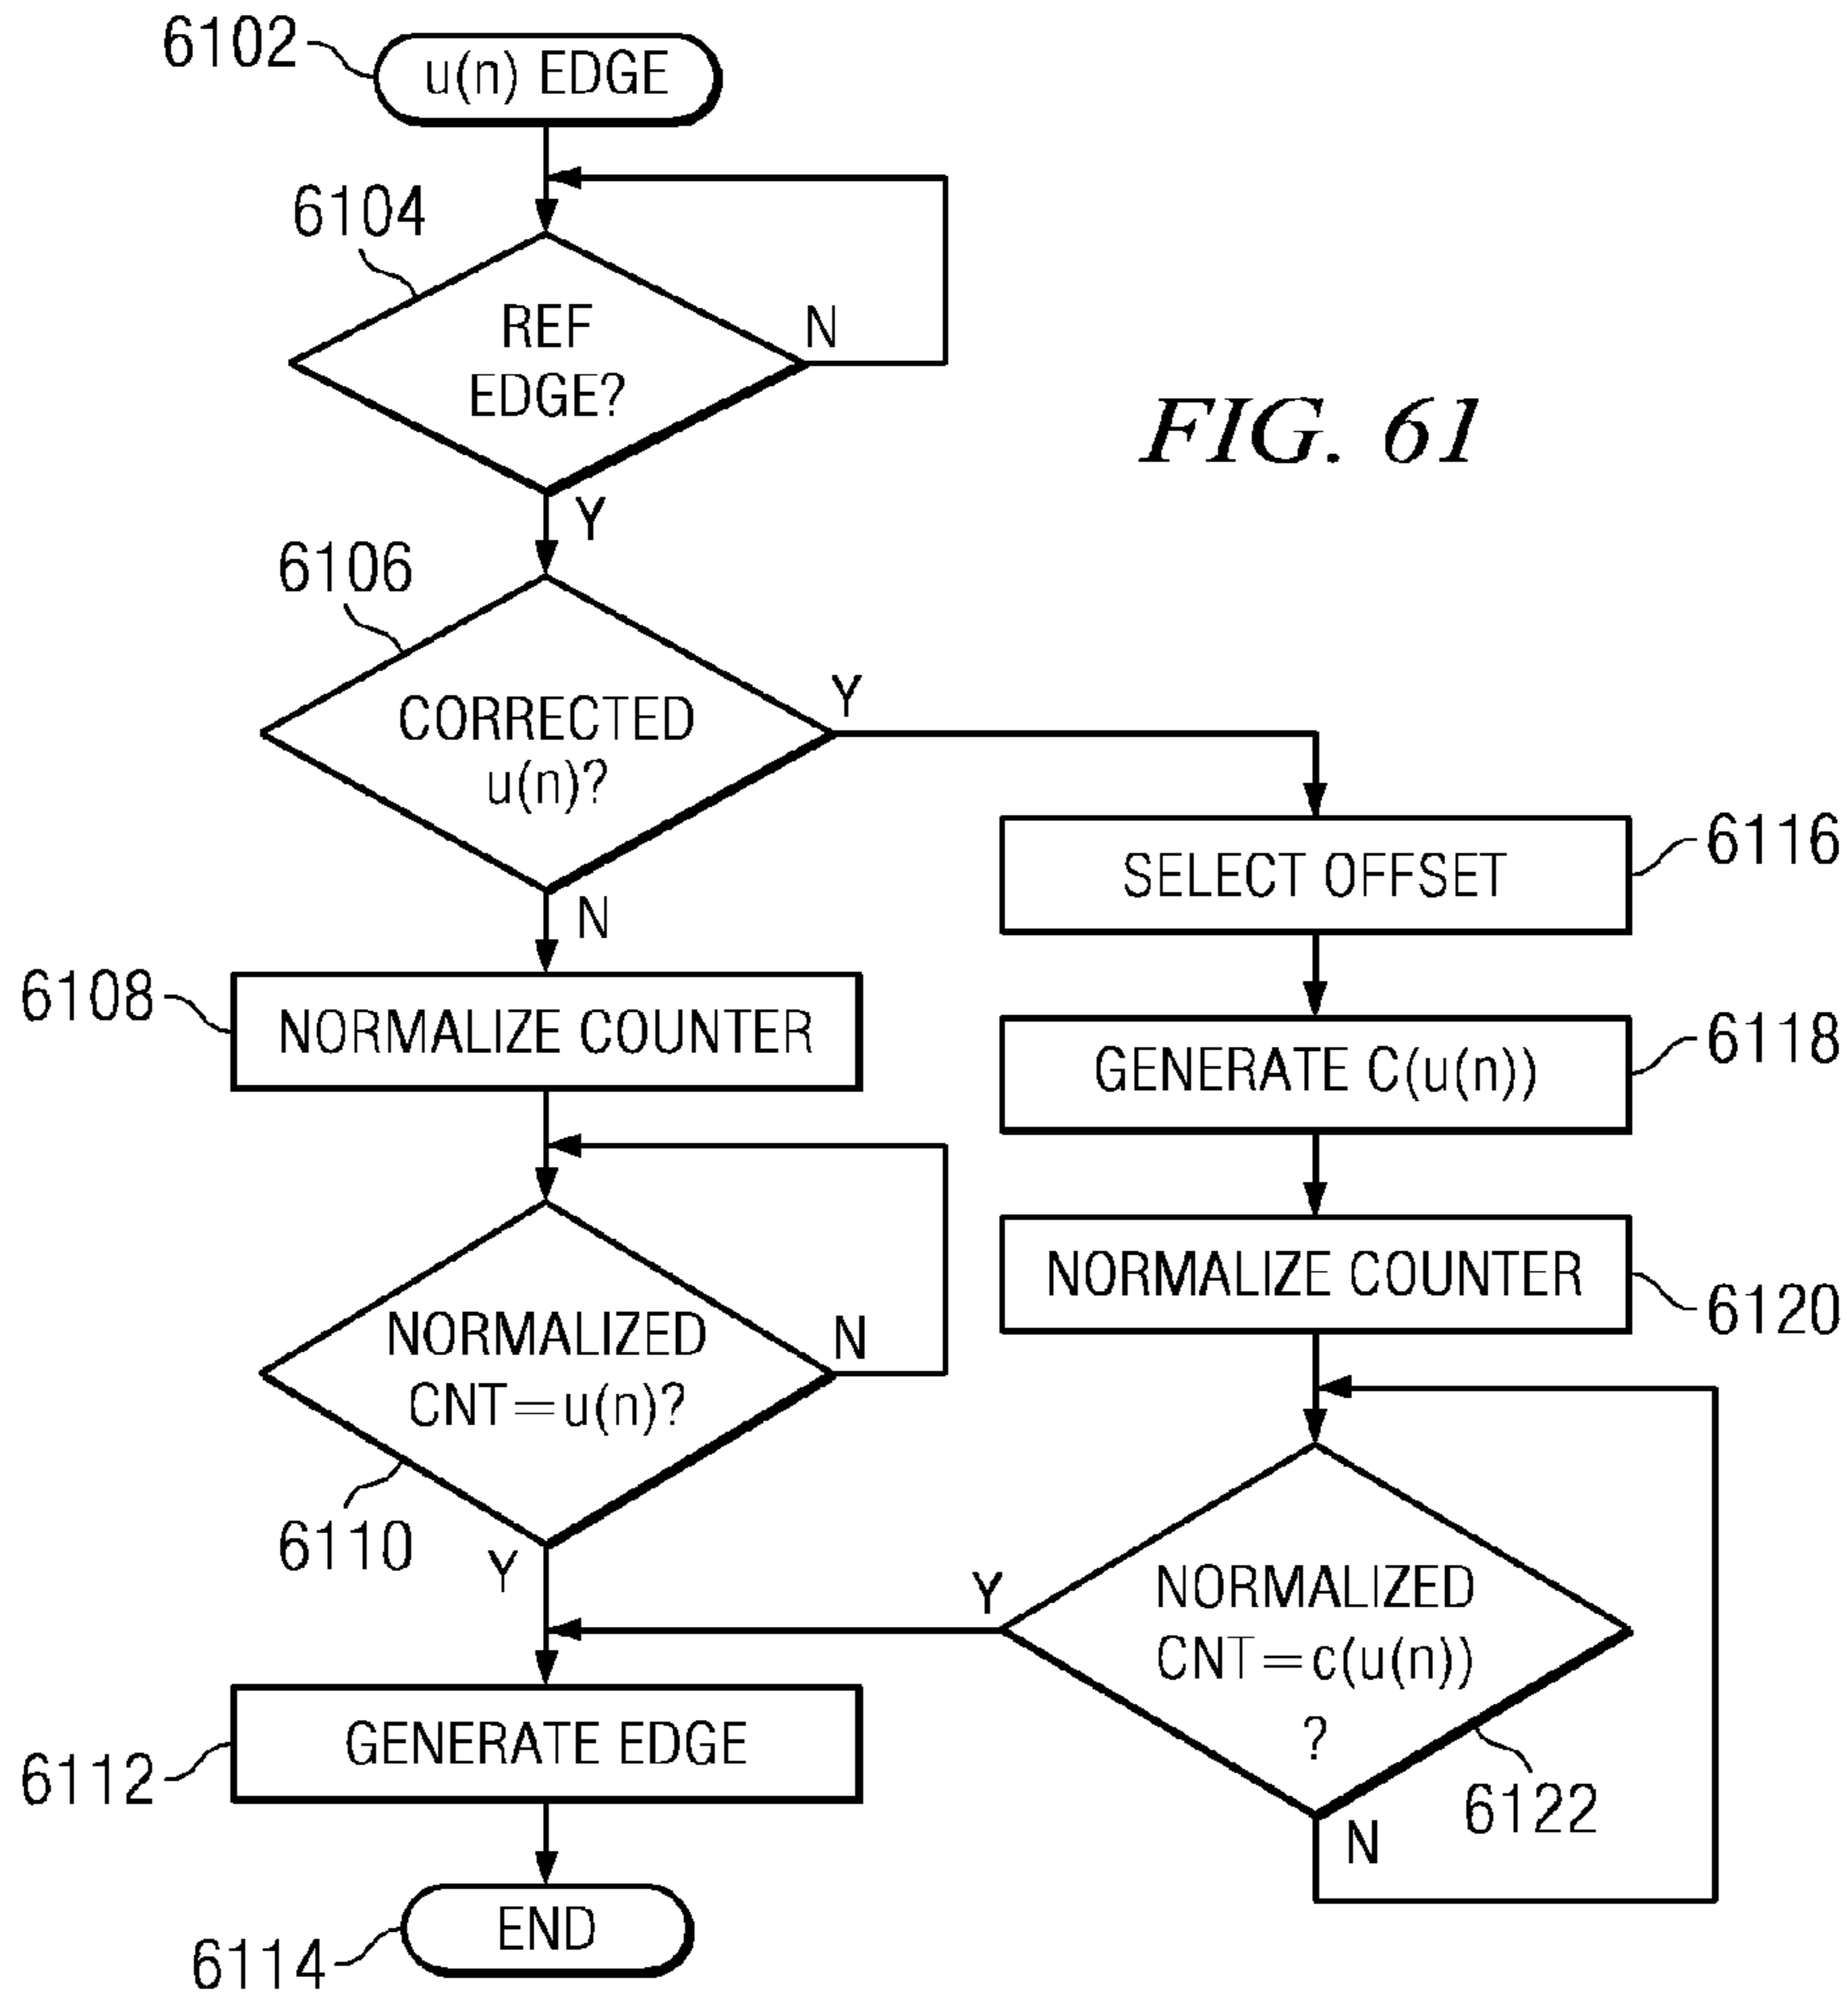 6102
u(n) EDGE
6104
REF
EDGE?
N
Y
FIG. 61
6106
CORRECTED
u(n)?
Y
N
6116
SELECT OFFSET
6108
NORMALIZE COUNTER
6118
GENERATE C(u(n))
6120
NORMALIZE COUNTER
NORMALIZED
CNT=u(n)?
N
6110
Y
Y
NORMALIZED
CNT=c(u(n))
?
6122
N
6112
GENERATE EDGE
6114
END